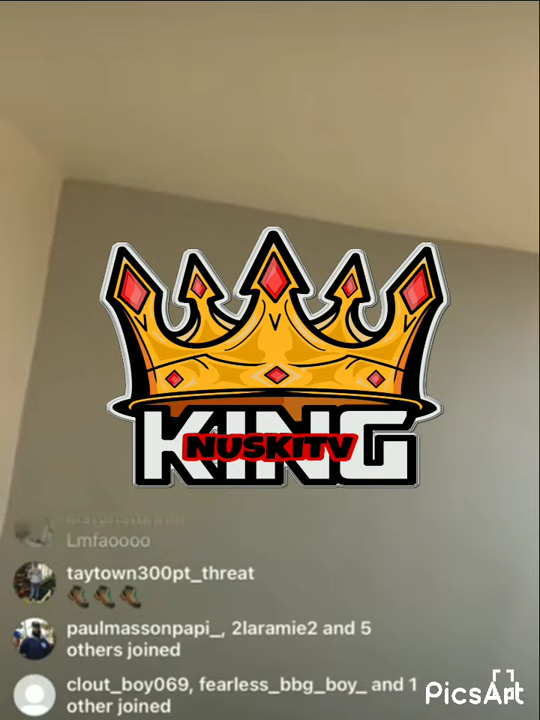 KING
NUSKITV
Lmfaoooo
taytown300pt_threat
paulmassonpapi_, 2laramie2 and 5
others joined
clout_boy069, fearless_bbg_boy_ and 1
other joined
PicsArt